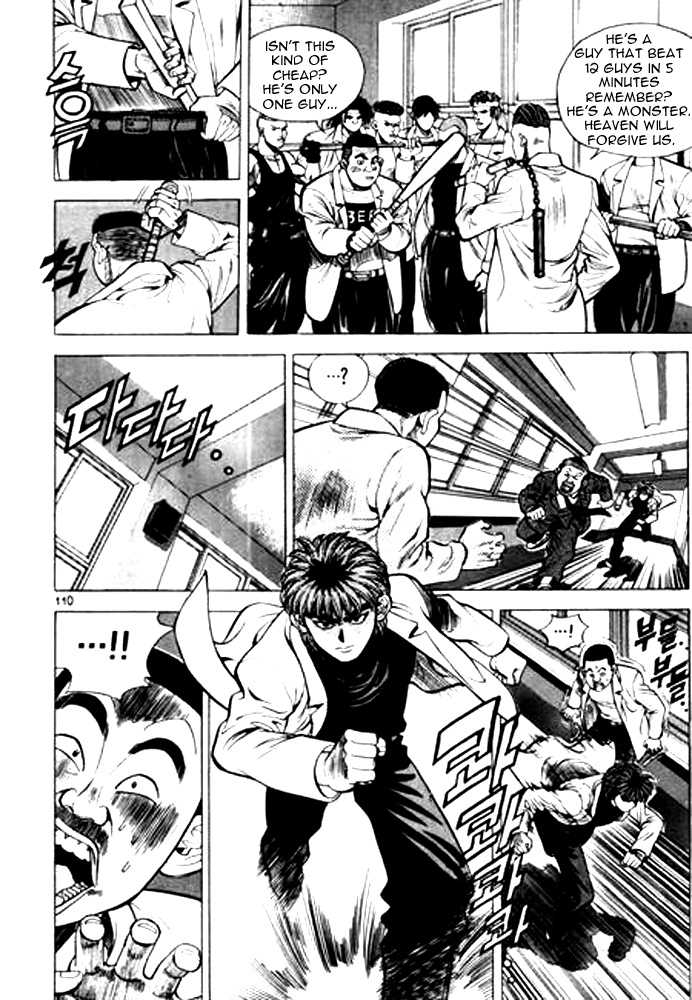 HE'S A
GUY THAT BEAT
12 GUYS IN 5
MINUTES
REMEMBER?
HE'S A MONSTER.
HEAVEN WILL
FORGIVE US.
ISN'T THIS
KIND OF
CHEAP?
HE'S ONLY
ONE GUY...
스윽
척
BEE
다다다
...?
110
...!!
...!
부들.
부들.
콰콰콰콰